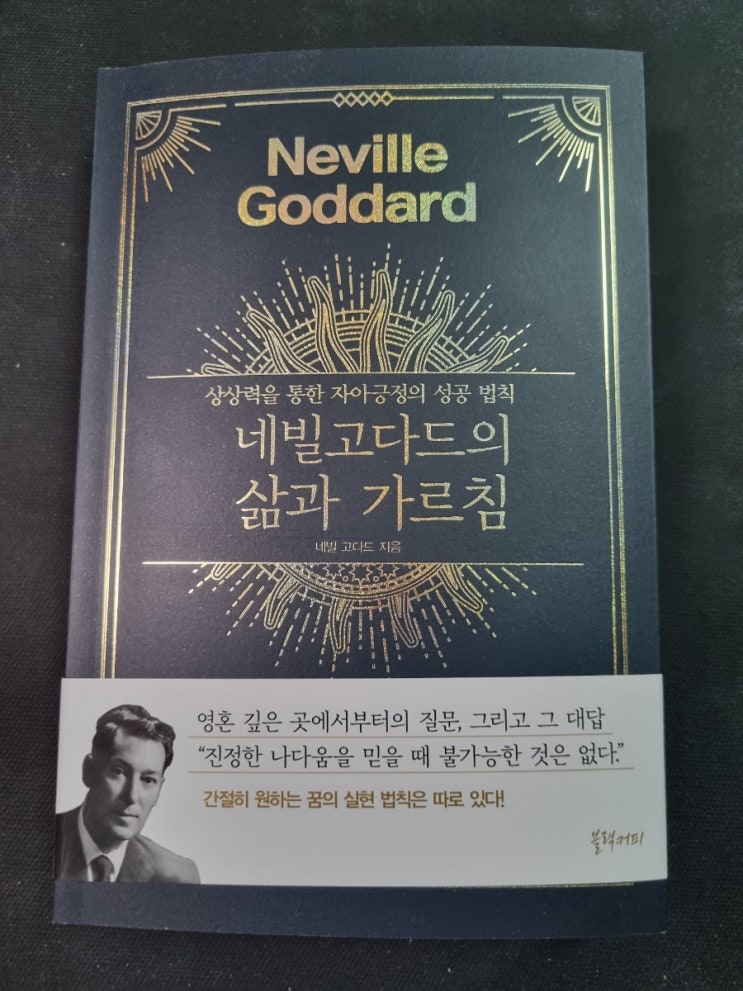 Neville
Goddard
상상력을 통한 자아긍정의 성공 법칙
네빌고다드의
삶과 가르침
네빌 고다드 지음
영혼 깊은 곳에서부터의 질문, 그리고 그 대답
“진정한 나다움을 믿을 때 불가능한 것은 없다.”
간절히 원하는 꿈의 실현 법칙은 따로 있다!
블랙커피